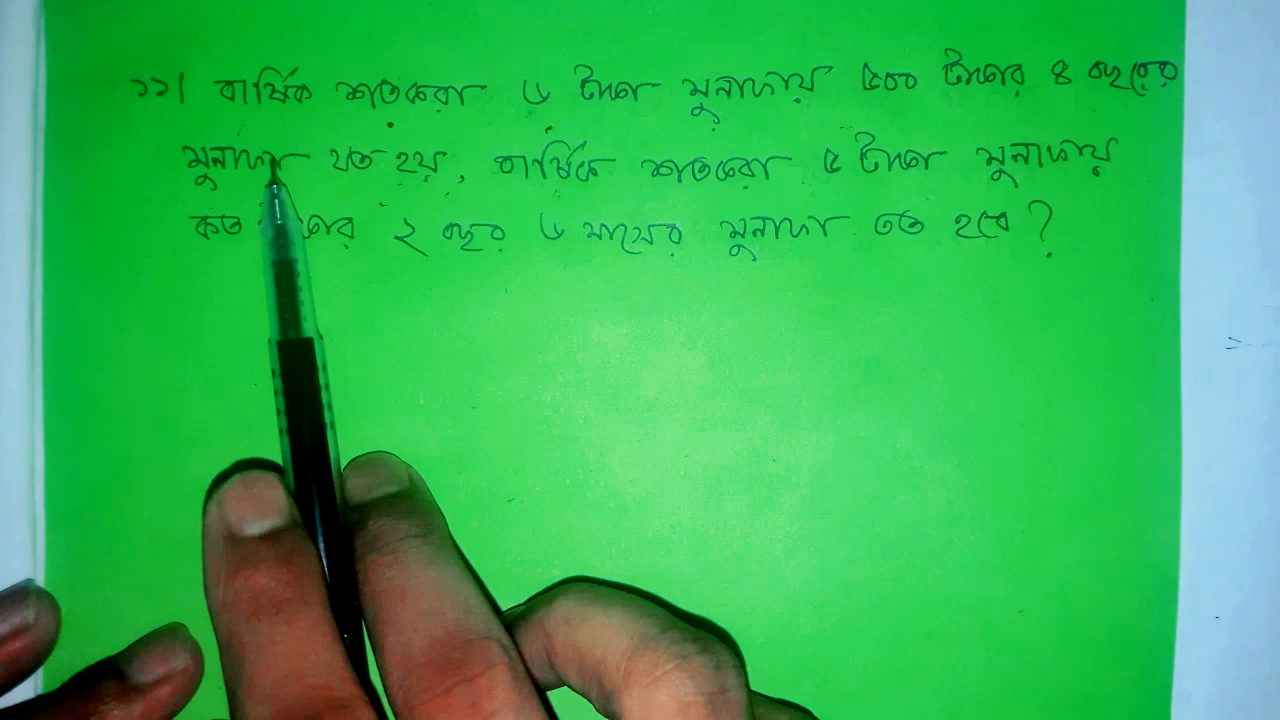 ১১। বার্ষিক শতকরা ৬ টাকা মুনাফায় ৫০০ টাকার ৪ বছরের
মুনাফা যত হয়, বার্ষিক শতকরা ৫ টাকা মুনাফায়
কত টাকার ২ বছর ৬ মাসের মুনাফা তত হবে ?